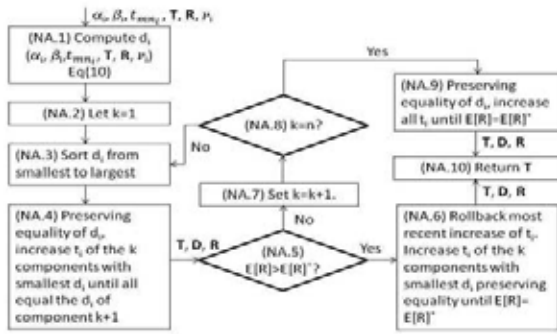 αᵢ, βᵢ, tₘₙᵢ, T, R, νᵢ
(NA.1) Compute dᵢ
(αᵢ, βᵢ, tₘₙᵢ, T, R, νᵢ)
Eq(10)
(NA.2) Let k=1
(NA.3) Sort dᵢ from
smallest to largest
(NA.4) Preserving
equality of dᵢ,
increase tᵢ of the k
components with
smallest dᵢ until all
equal the dᵢ of
component k+1
T, D, R
(NA.5)
E[R]>E[R]*?
No
Yes
(NA.7) Set k=k+1.
(NA.8) k=n?
No
Yes
(NA.9) Preserving
equality of dᵢ, increase
all tᵢ until E[R]=E[R]*
T, D, R
(NA.10) Return T
T, D, R
(NA.6) Rollback most
recent increase of tᵢ.
Increase tᵢ of the k
components with
smallest dᵢ preserving
equality until E[R]=
E[R]*